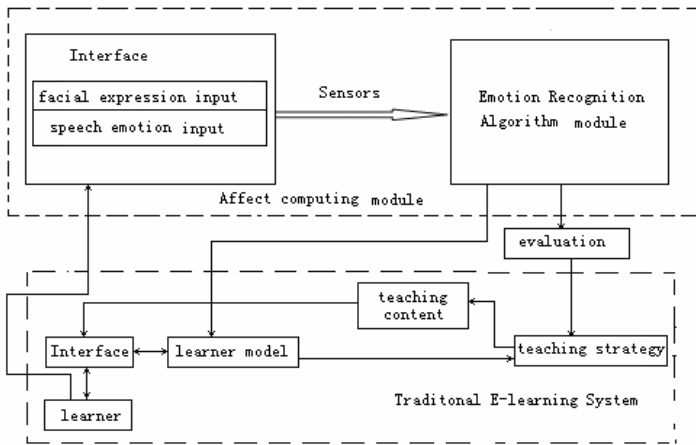 Interface
facial expression input
speech emotion input
Sensors
Emotion Recognition
Algorithm module
Affect computing module
evaluation
teaching
content
Interface
learner model
teaching strategy
learner
Traditonal E-learning System